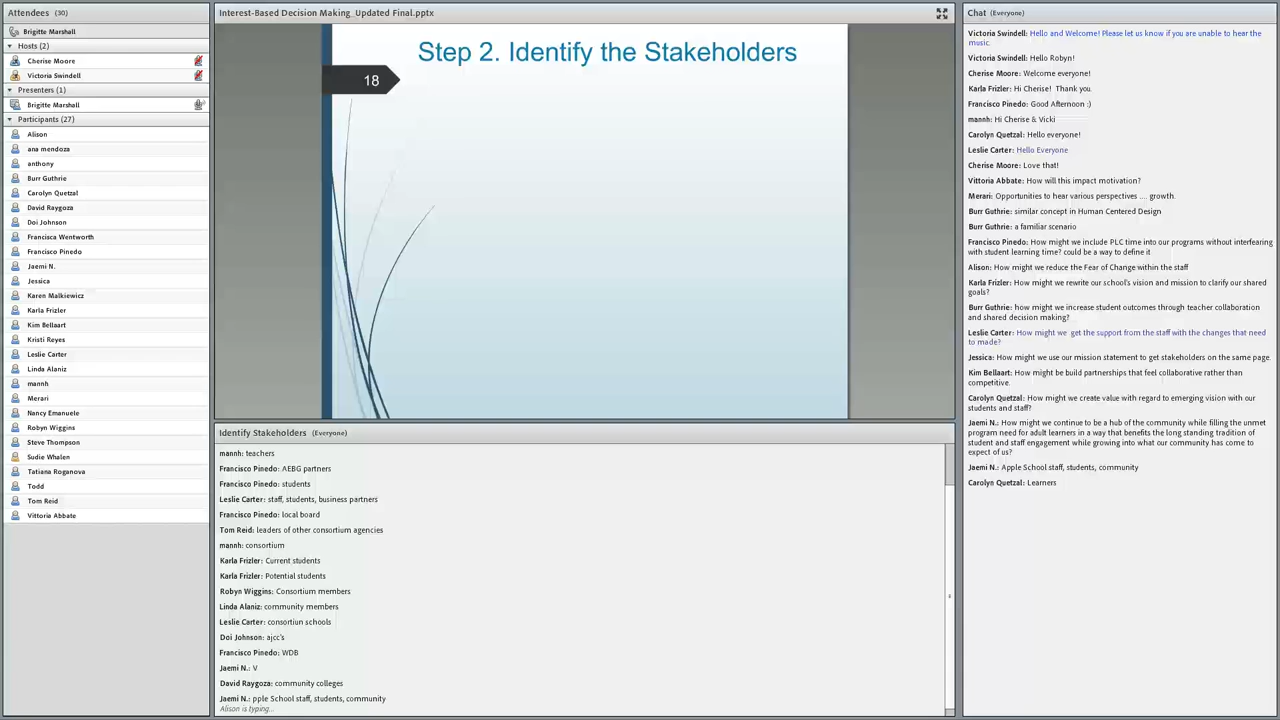 Attendees (30)
Brigitte Marshall
Hosts (2)
Cherise Moore
Victoria Swindell
Presenters (1)
Brigitte Marshall
Participants (27)
Alison
ana mendoza
anthony
Burr Guthrie
Carolyn Quetzal
David Raygoza
Doi Johnson
Francisca Wentworth
Francisco Pinedo
Jaemi N.
Jessica
Karen Malkiewicz
Karla Frizler
Kim Bellaart
Kristi Reyes
Leslie Carter
Linda Alaniz
mannh
Merari
Nancy Emanuele
Robyn Wiggins
Steve Thompson
Sudie Whalen
Tatiana Roganova
Todd
Tom Reid
Vittoria Abbate
Interest-Based Decision Making_Updated Final.pptx
Step 2. Identify the Stakeholders
18
Identify Stakeholders (Everyone)
mannh: teachers
Francisco Pinedo: AEBG partners
Francisco Pinedo: students
Leslie Carter: staff, students, business partners
Francisco Pinedo: local board
Tom Reid: leaders of other consortium agencies
mannh: consortium
Karla Frizler: Current students
Karla Frizler: Potential students
Robyn Wiggins: Consortium members
Linda Alaniz: community members
Leslie Carter: consortiun schools
Doi Johnson: ajcc's
Francisco Pinedo: WDB
Jaemi N.: V
David Raygoza: community colleges
Jaemi N.: pple School staff, students, community
Alison is typing...
Chat (Everyone)
Victoria Swindell: Hello and Welcome! Please let us know if you are unable to hear the
music.
Victoria Swindell: Hello Robyn!
Cherise Moore: Welcome everyone!
Karla Frizler: Hi Cherise! Thank you.
Francisco Pinedo: Good Afternoon :)
mannh: Hi Cherise & Vicki
Carolyn Quetzal: Hello everyone!
Leslie Carter: Hello Everyone
Cherise Moore: Love that!
Vittoria Abbate: How will this impact motivation?
Merari: Opportunities to hear various perspectives .... growth.
Burr Guthrie: similar concept in Human Centered Design
Burr Guthrie: a familiar scenario
Francisco Pinedo: How might we include PLC time into our programs without interfearing
with student learning time? could be a way to define it
Alison: How might we reduce the Fear of Change within the staff
Karla Frizler: How might we rewrite our school's vision and mission to clarify our shared
goals?
Burr Guthrie: how might we increase student outcomes through teacher collaboration
and shared decision making?
Leslie Carter: How might we get the support from the staff with the changes that need
to made?
Jessica: How might we use our mission statement to get stakeholders on the same page.
Kim Bellaart: How might be build partnerships that feel collaborative rather than
competitive.
Carolyn Quetzal: How might we create value with regard to emerging vision with our
students and staff?
Jaemi N.: How might we continue to be a hub of the community while filling the unmet
program need for adult learners in a way that benefits the long standing tradition of
student and staff engagement while growing into what our community has come to
expect of us?
Jaemi N.: Apple School staff, students, community
Carolyn Quetzal: Learners